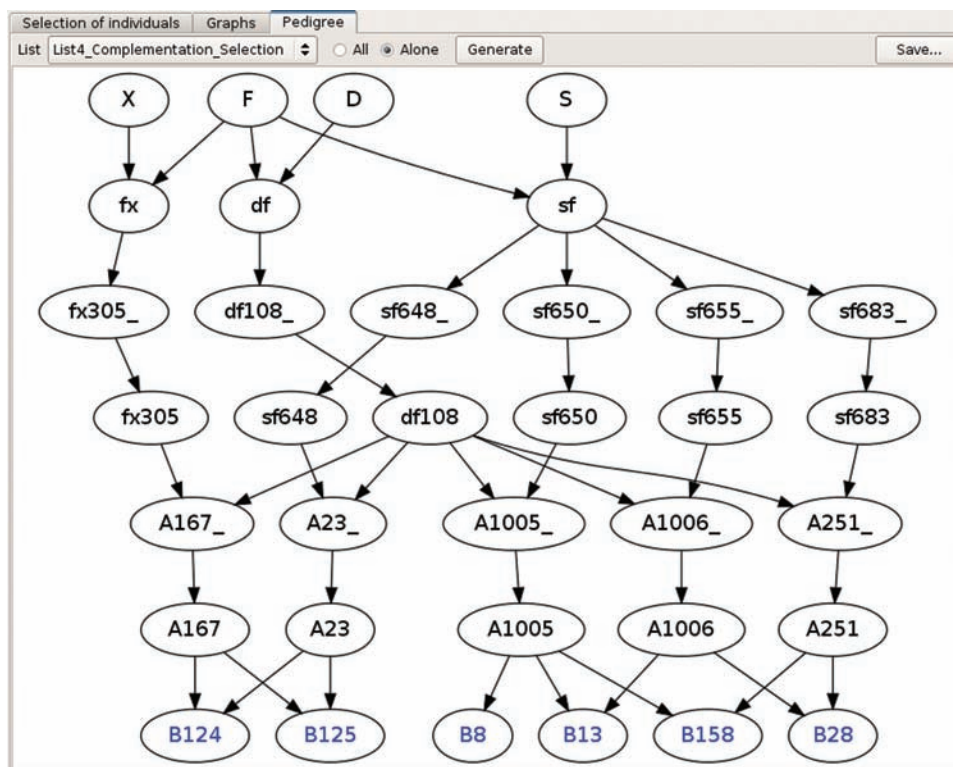 Selection of individuals Graphs Pedigree
List List4_Complementation_Selection All Alone Generate Save...
X F D S
fx df sf
fx305_ df108_ sf648_ sf650_ sf655_ sf683_
fx305 sf648 df108 sf650 sf655 sf683
A167_ A23_ A1005_ A1006_ A251_
A167 A23 A1005 A1006 A251
B124 B125 B8 B13 B158 B28